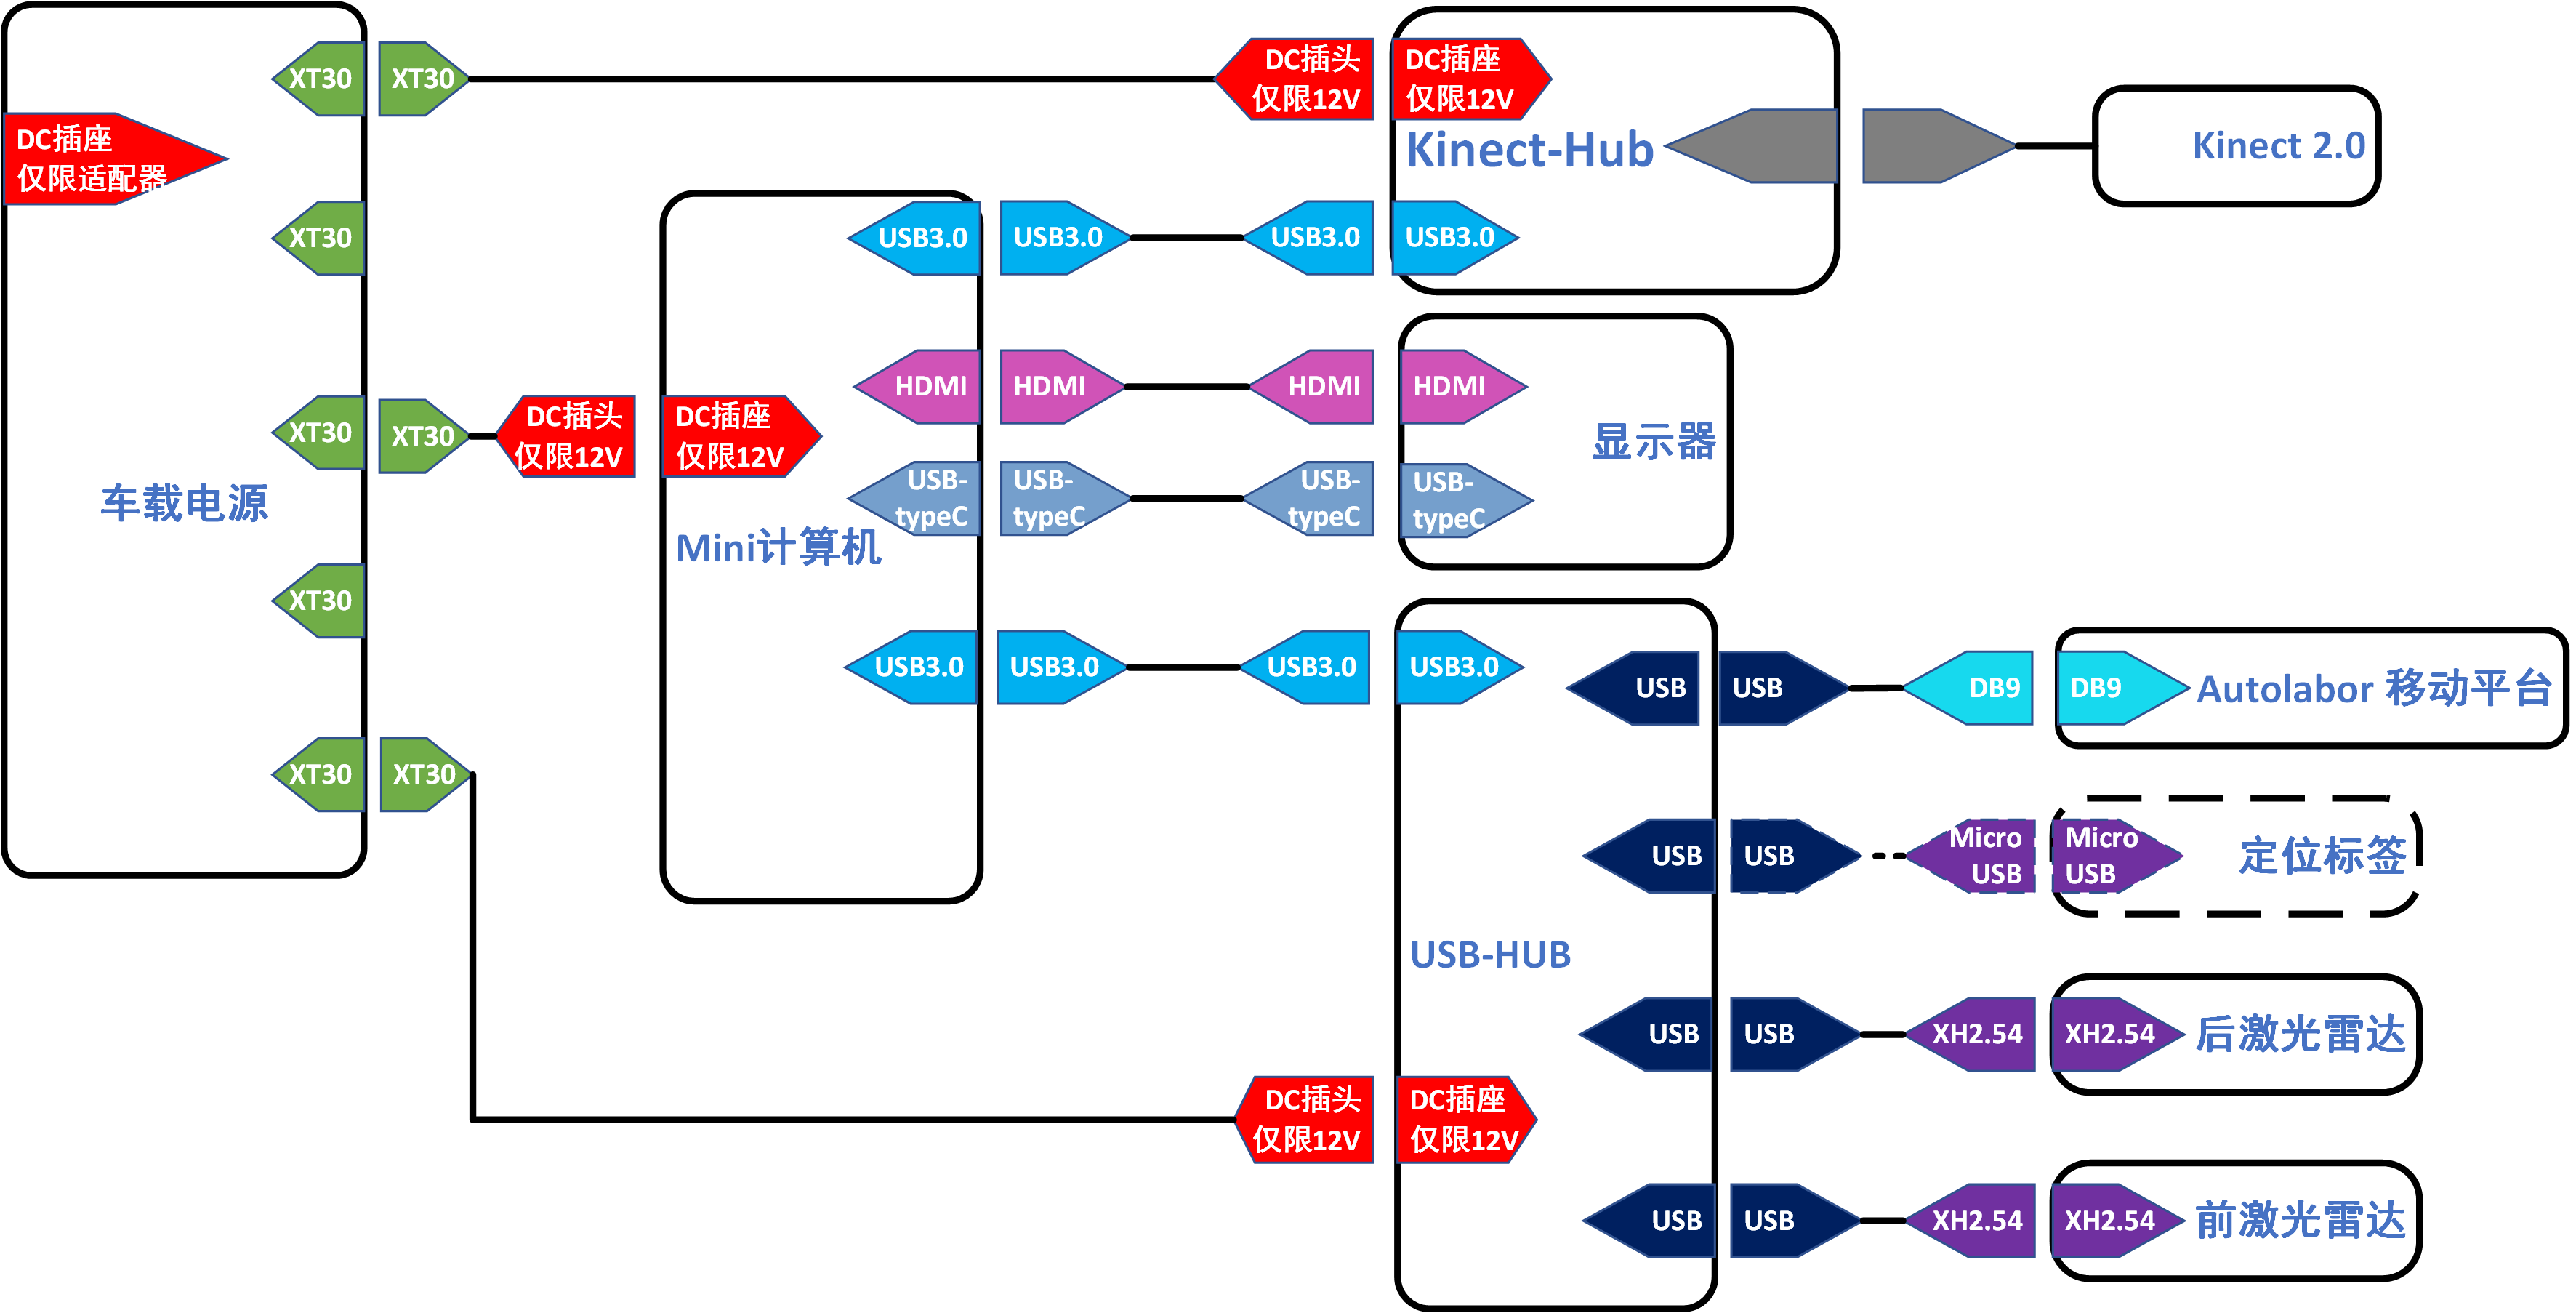 XT30
XT30
DC插头
仅限12V
DC插座
仅限12V
DC插座
仅限适配器
Kinect-Hub
Kinect 2.0
XT30
USB3.0
USB3.0
USB3.0
USB3.0
HDMI
HDMI
HDMI
HDMI
XT30
XT30
DC插头
仅限12V
DC插座
仅限12V
显示器
车载电源
USB-
typeC
USB-
typeC
USB-
typeC
USB-
typeC
Mini计算机
XT30
USB3.0
USB3.0
USB3.0
USB3.0
USB
USB
DB9
DB9
Autolabor 移动平台
XT30
XT30
USB
USB
Micro
USB
Micro
USB
定位标签
USB-HUB
USB
USB
XH2.54
XH2.54
后激光雷达
DC插头
仅限12V
DC插座
仅限12V
USB
USB
XH2.54
XH2.54
前激光雷达